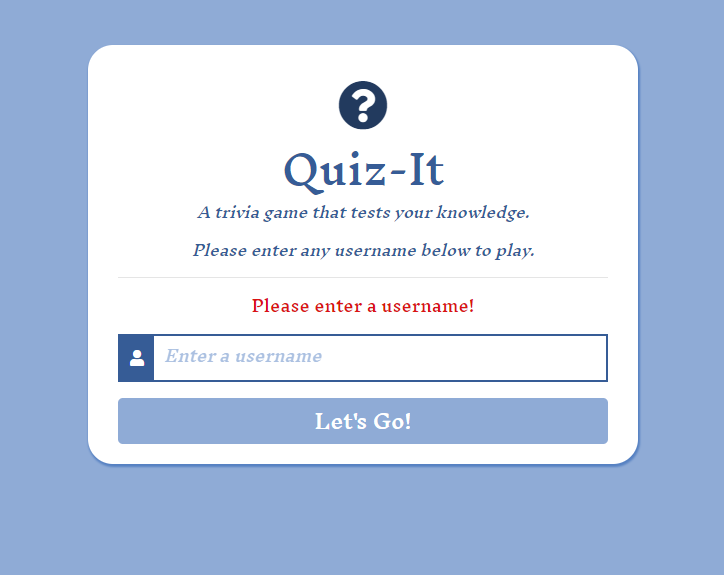 ?
Quiz-It
A trivia game that tests your knowledge.
Please enter any username below to play.
Please enter a username!
Enter a username
Let's Go!